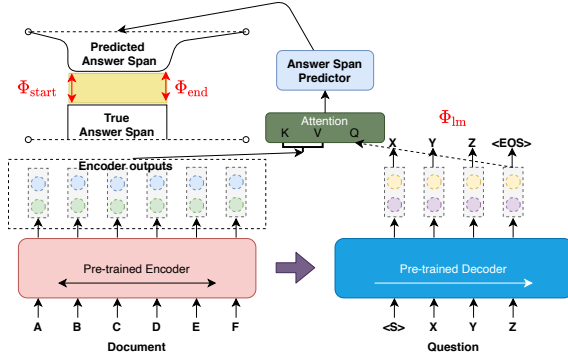 Predicted
Answer Span
Φstart
Φend
True
Answer Span
Answer Span
Predictor
Attention
K V Q
Φlm
X Y Z <EOS>
Encoder outputs
Pre-trained Encoder
Pre-trained Decoder
A B C D E F
<S> X Y Z
Document
Question